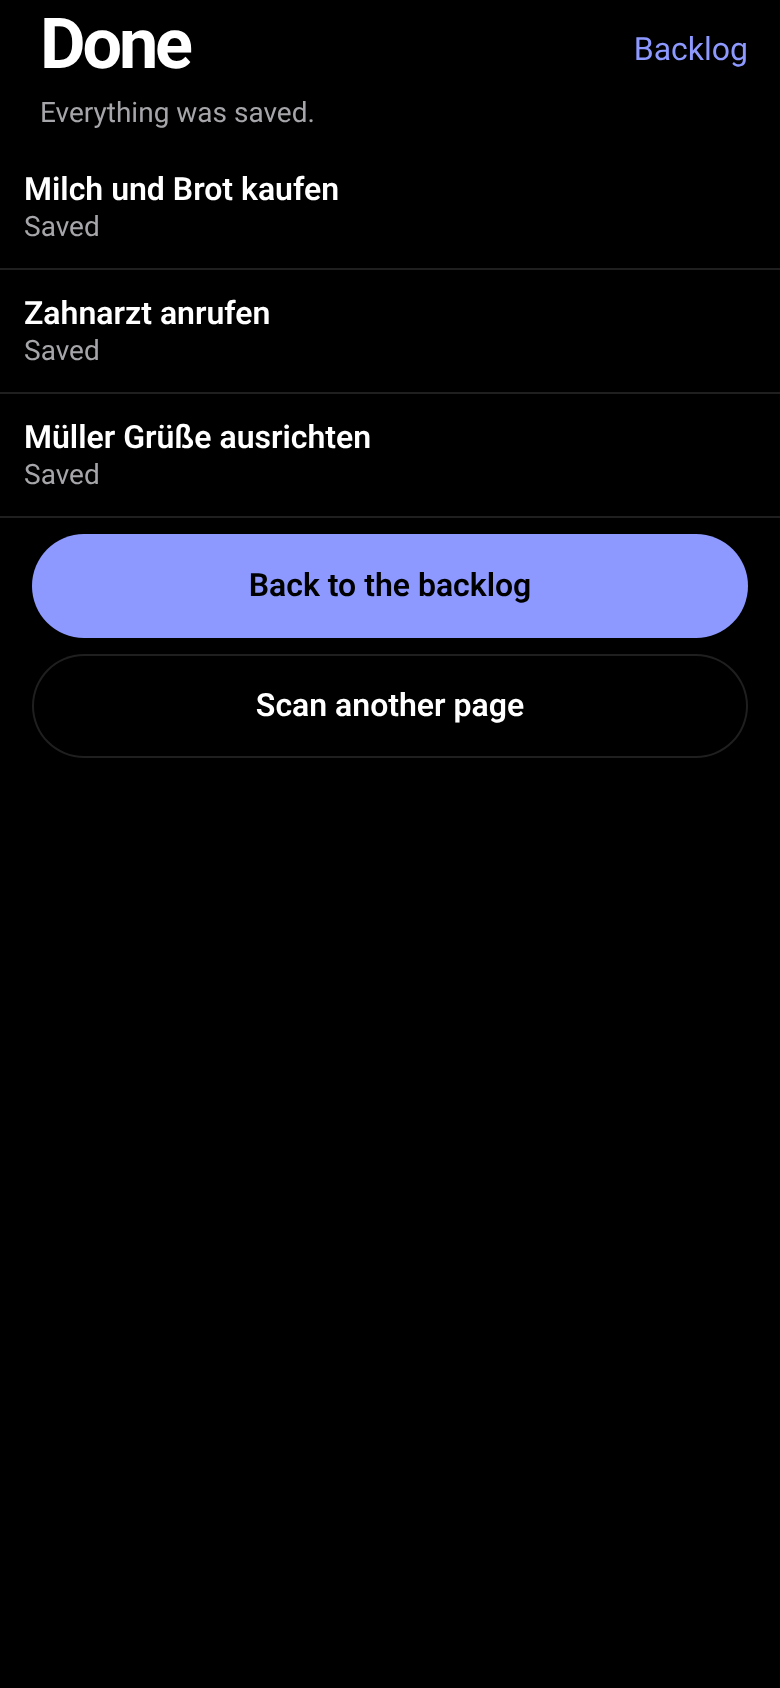 Done
Backlog
Everything was saved.
Milch und Brot kaufen
Saved
Zahnarzt anrufen
Saved
Müller Grüße ausrichten
Saved
Back to the backlog
Scan another page